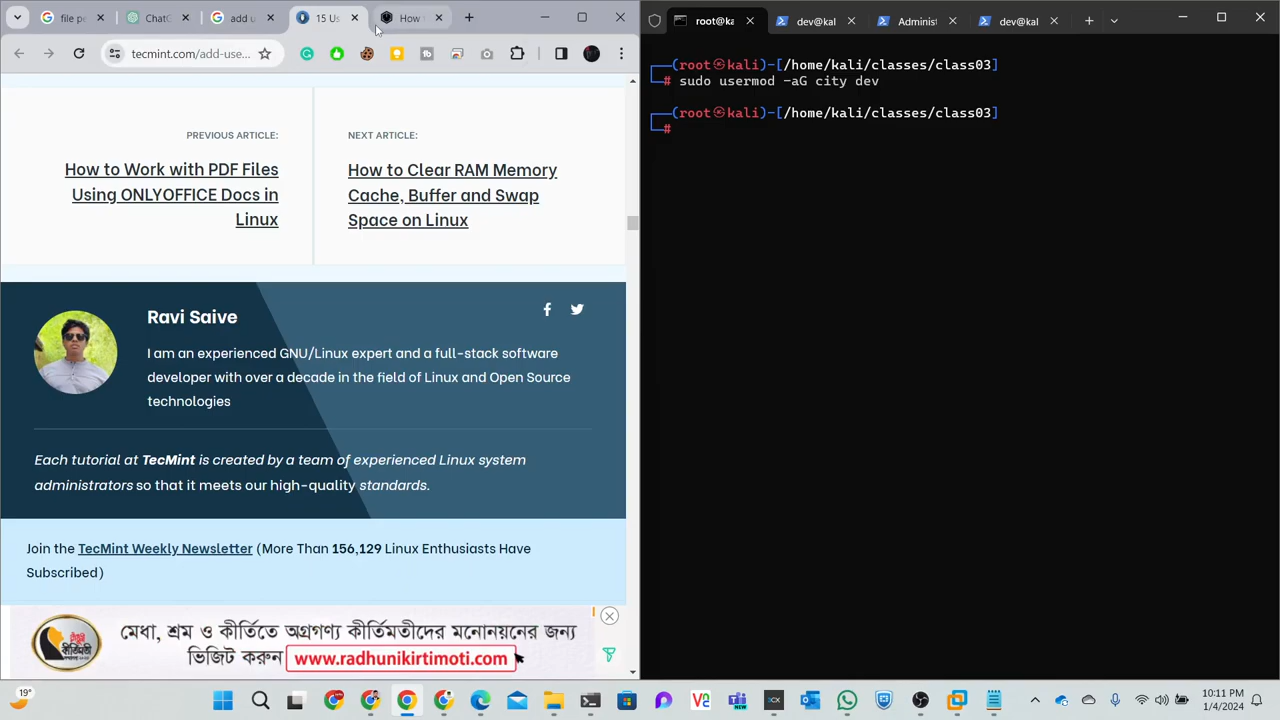 le pe
ChatC
add u
15 Us
How t
tecmint.com/add-use...
PREVIOUS ARTICLE:
How to Work with PDF Files
Using ONLYOFFICE Docs in
Linux
NEXT ARTICLE:
How to Clear RAM Memory
Cache, Buffer and Swap
Space on Linux
Ravi Saive
I am an experienced GNU/Linux expert and a full-stack software
developer with over a decade in the field of Linux and Open Source
technologies
Each tutorial at TecMint is created by a team of experienced Linux system
administrators so that it meets our high-quality standards.
Join the TecMint Weekly Newsletter (More Than 156,129 Linux Enthusiasts Have
Subscribed)
মেধা, শ্রম ও কীর্তিতে অগ্রগণ্য কীর্তিমতীদের মনোনয়নের জন্য
ভিজিট করুন www.radhunikirtimoti.com
root@ka
dev@kal
Administ
dev@kal
┌──(root㉿kali)-[/home/kali/classes/class03]
└─# sudo usermod -aG city dev
┌──(root㉿kali)-[/home/kali/classes/class03]
└─#
19°
10:11 PM
1/4/2024